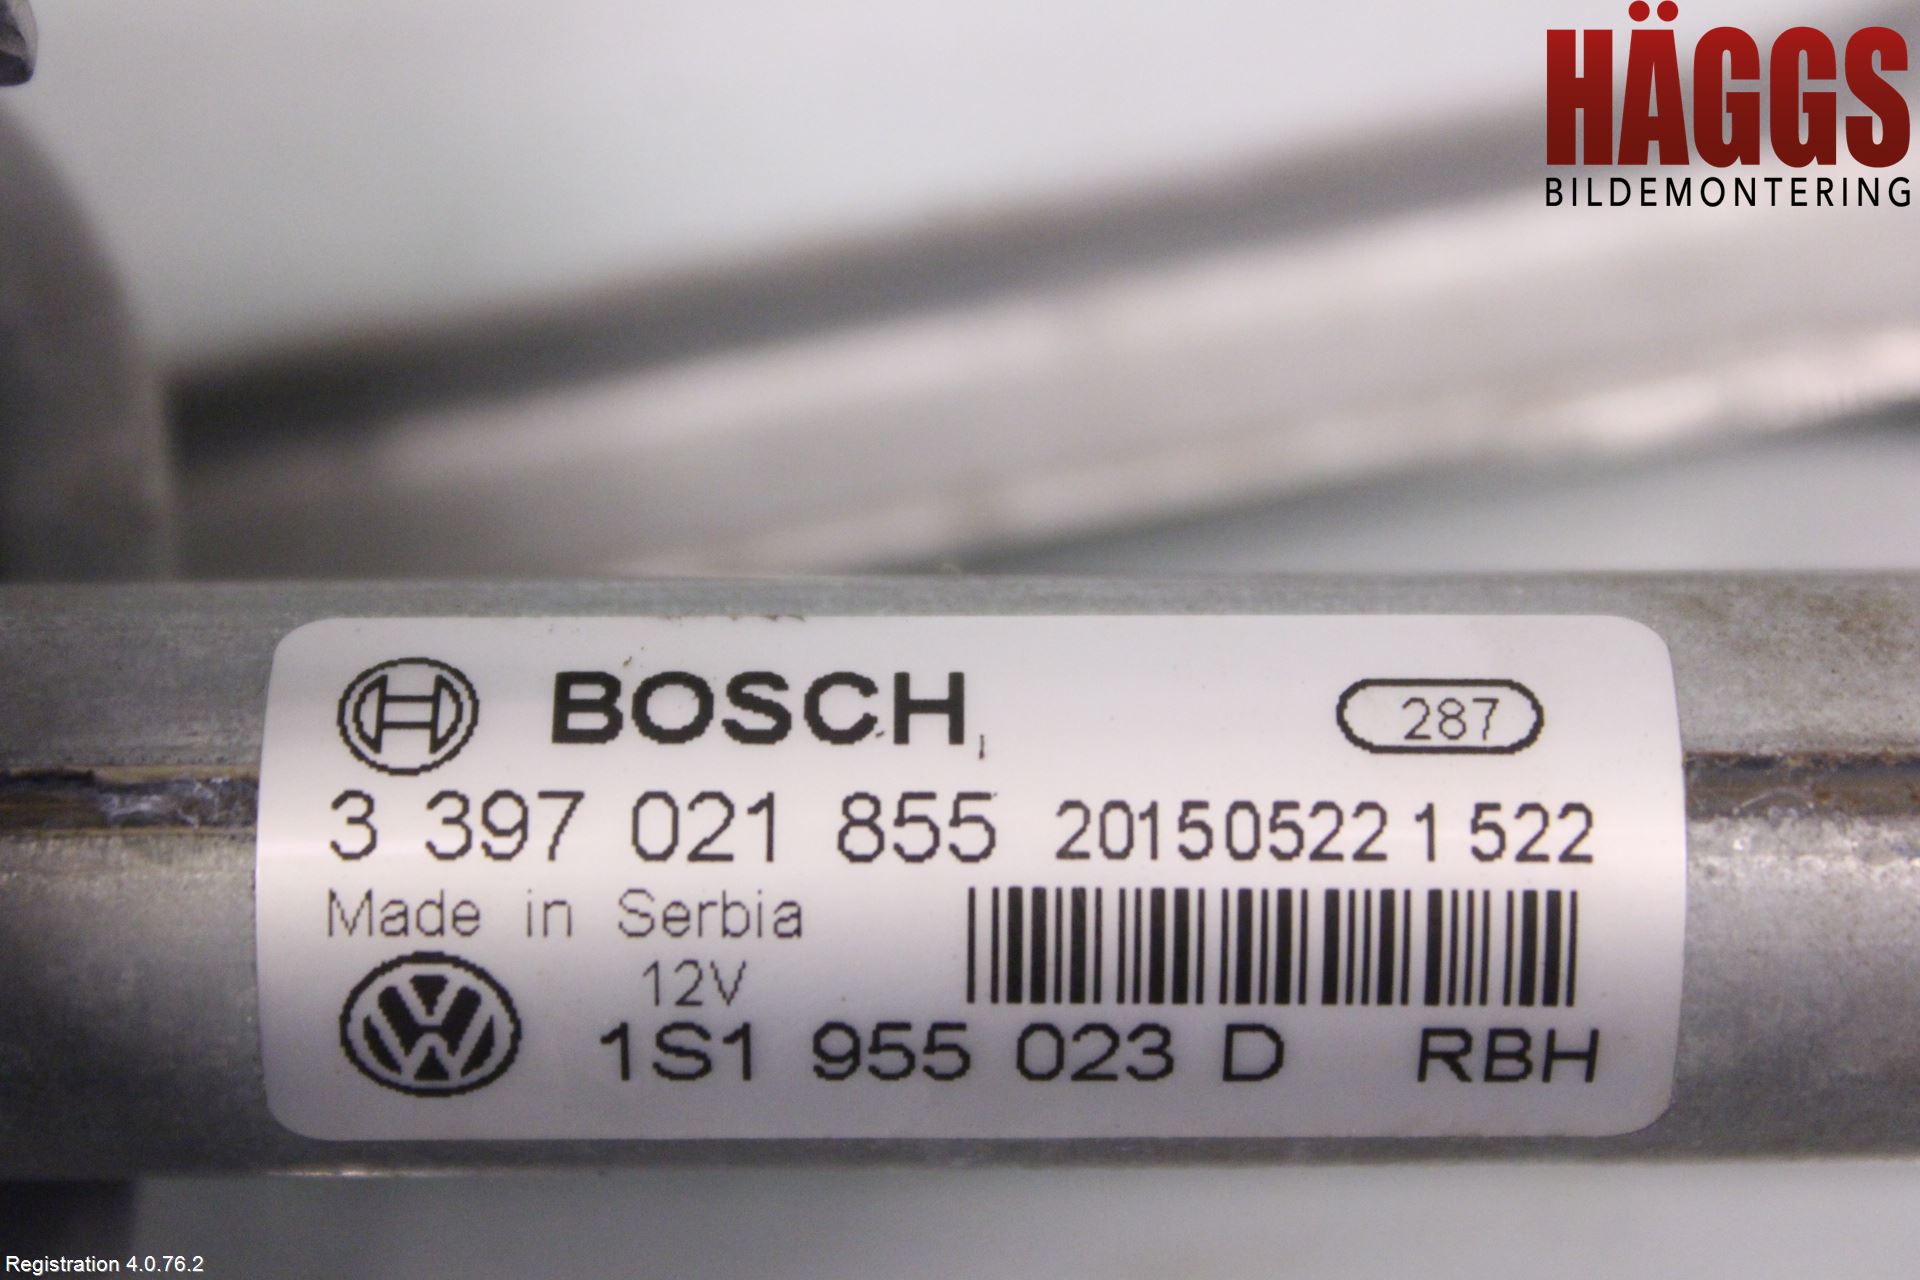 HÄGGS
BILDEMONTERING
BOSCH
287
3 397 021 855 20150522 1 522
Made in Serbia
12V
1S1 955 023 D RBH
Registration 4.0.76.2